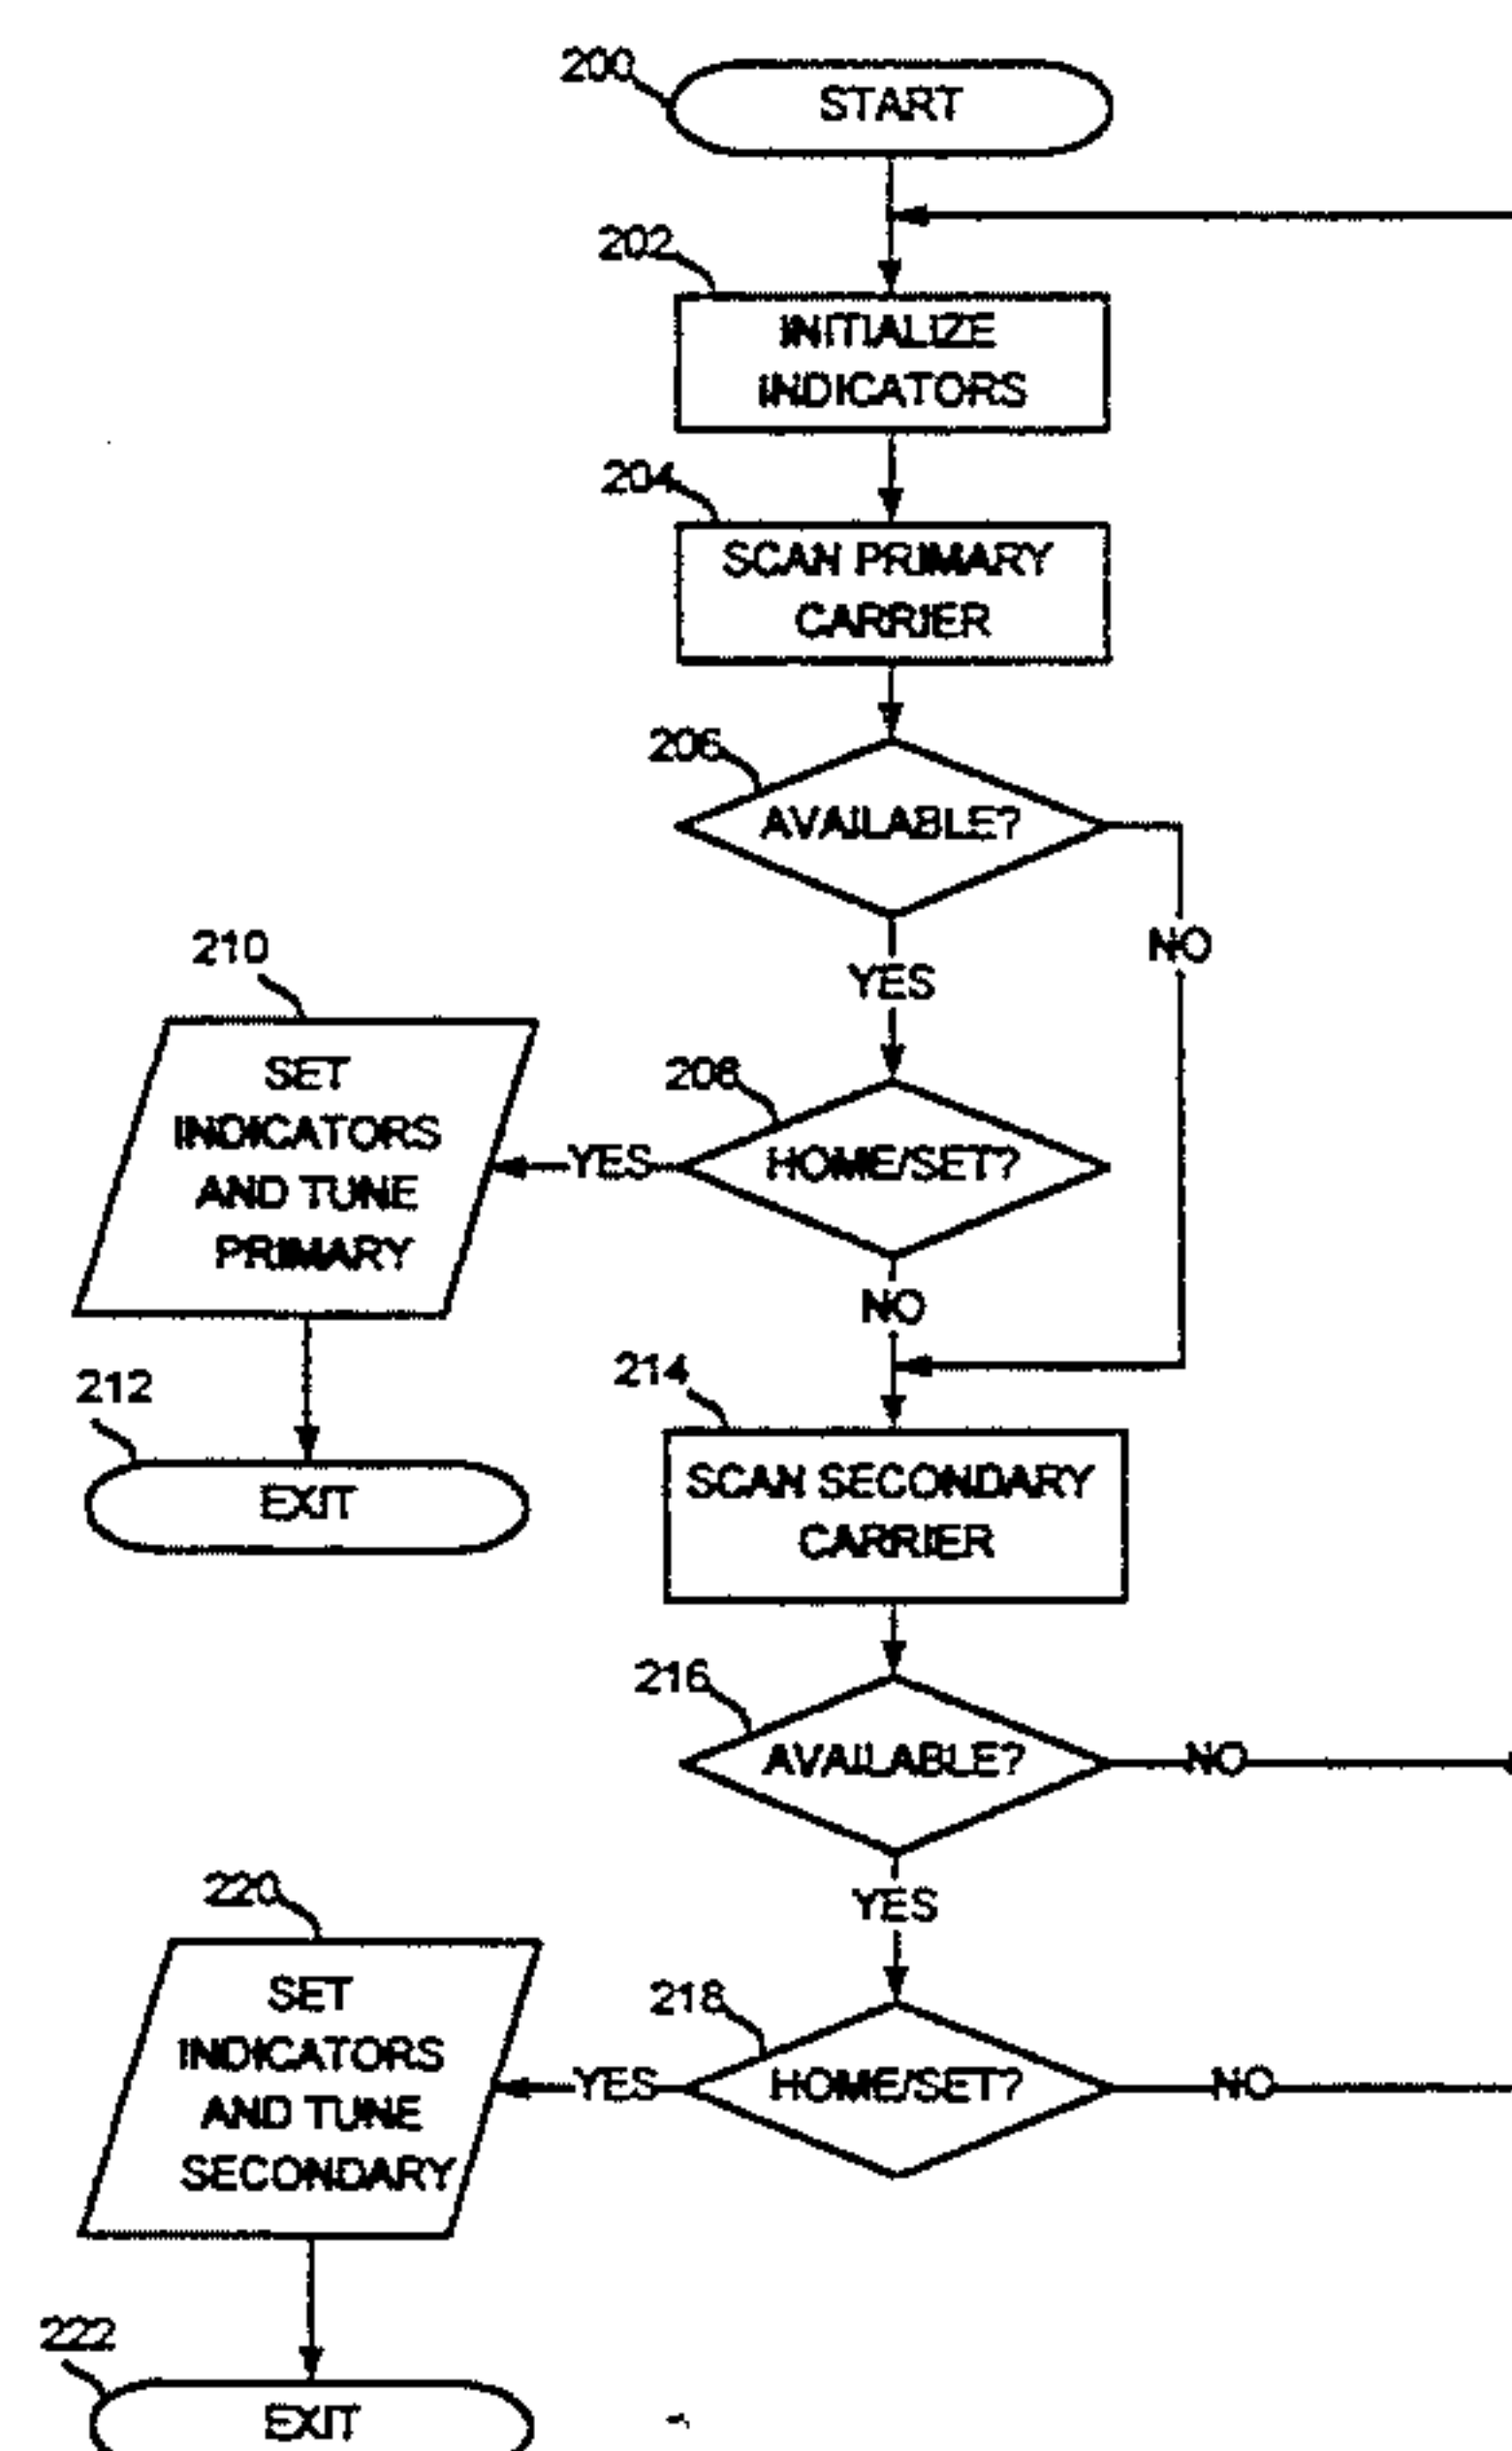 200
START
202
INITIALIZE
INDICATORS
204
SCAN PRIMARY
CARRIER
206
AVAILABLE?
NO
YES
210
SET
INDICATORS
AND TUNE
PRIMARY
208
HOME/SET?
YES
NO
212
EXIT
214
SCAN SECONDARY
CARRIER
216
AVAILABLE?
NO
YES
220
SET
INDICATORS
AND TUNE
SECONDARY
218
HOME/SET?
YES
NO
222
EXIT